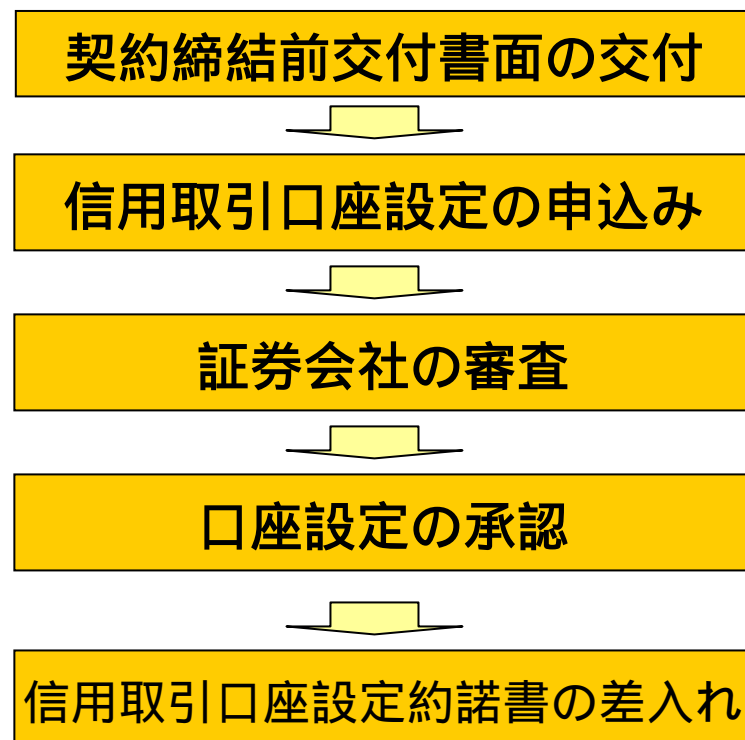 契約締結前交付書面の交付
信用取引口座設定の申込み
証券会社の審査
口座設定の承認
信用取引口座設定約諾書の差入れ